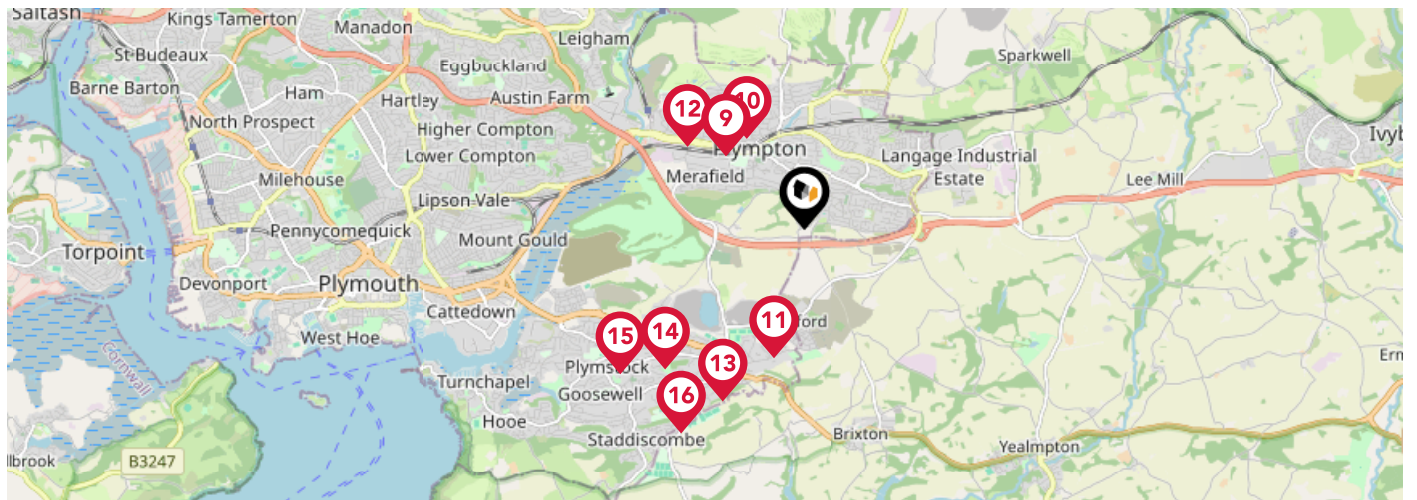 Saltash
Kings Tamerton
Manadon
Leigham
St Budeaux
Eggbuckland
Sparkwell
Barne Barton
Ham
Hartley
Austin Farm
12
9
10
North Prospect
Higher Compton
Ivyb
Lower Compton
Plympton
Langage Industrial
Estate
Milehouse
Merafield
Lee Mill
Lipson Vale
Pennycomequick
Mount Gould
Torpoint
Devonport
Plymouth
Cattedown
West Hoe
15
14
11
ford
Cornwall
Plymstock
13
Erm
Turnchapel
Goosewell
16
Hooe
Staddiscombe
Brixton
Yealmpton
llbrook
B3247